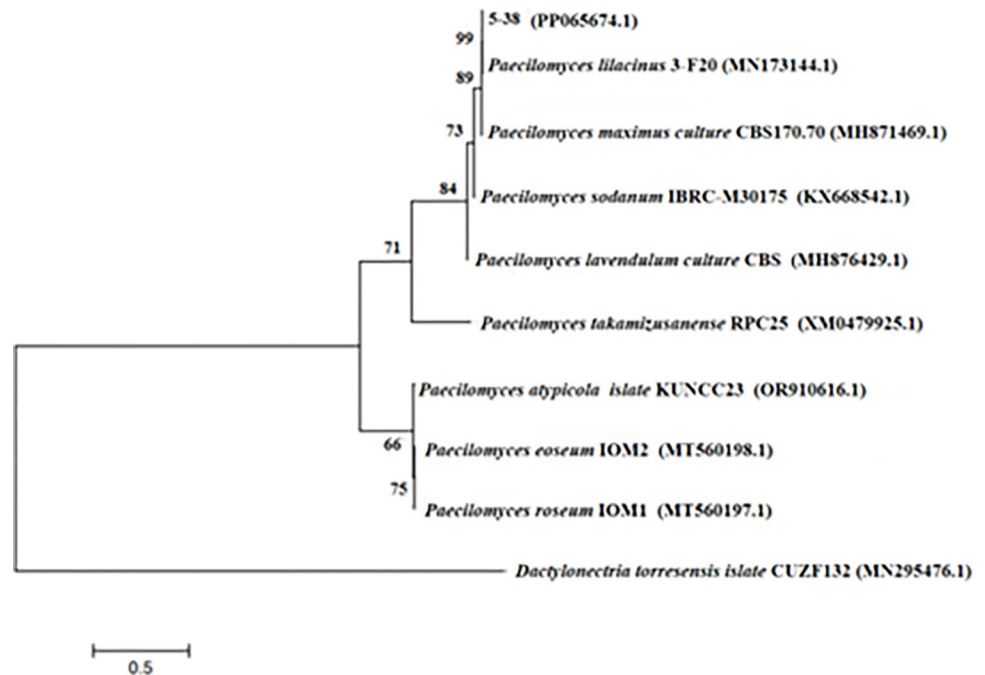 5-38 (PP065674.1)
99
Paecilomyces lilacinus 3-F20 (MN173144.1)
89
73
Paecilomyces maximus culture CBS170.70 (MH871469.1)
84
Paecilomyces sodanum IBRC-M30175 (KX668542.1)
71
Paecilomyces lavendulum culture CBS (MH876429.1)
Paecilomyces takamizusanense RPC25 (XM0479925.1)
Paecilomyces atypicola islate KUNCC23 (OR910616.1)
66
Paecilomyces eoseum IOM2 (MT560198.1)
75
Paecilomyces roseum IOM1 (MT560197.1)
Dactylonectria torresensis islate CUZF132 (MN295476.1)
0.5